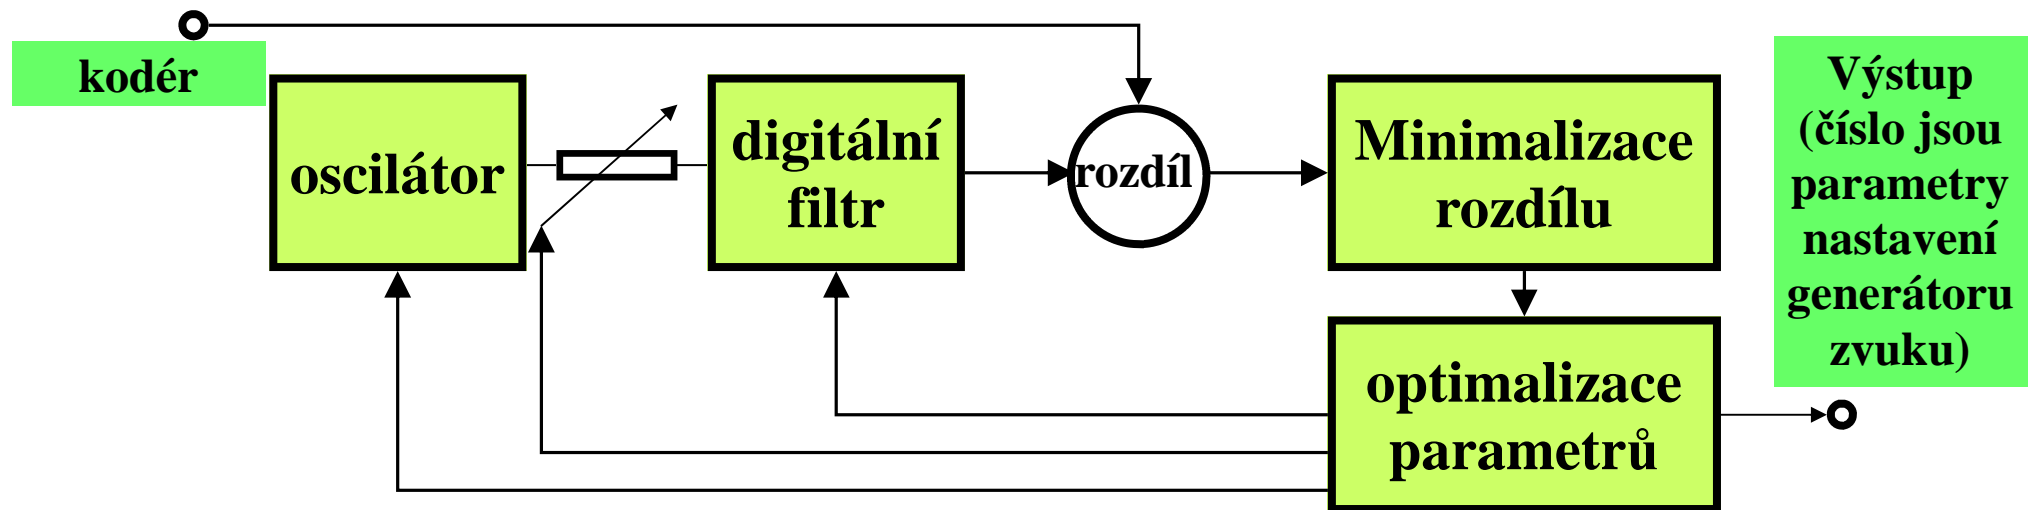 kodér
oscilátor
digitální
filtr
rozdíl
Minimalizace
rozdílu
optimalizace
parametrů
Výstup
(číslo jsou
parametry
nastavení
generátoru
zvuku)